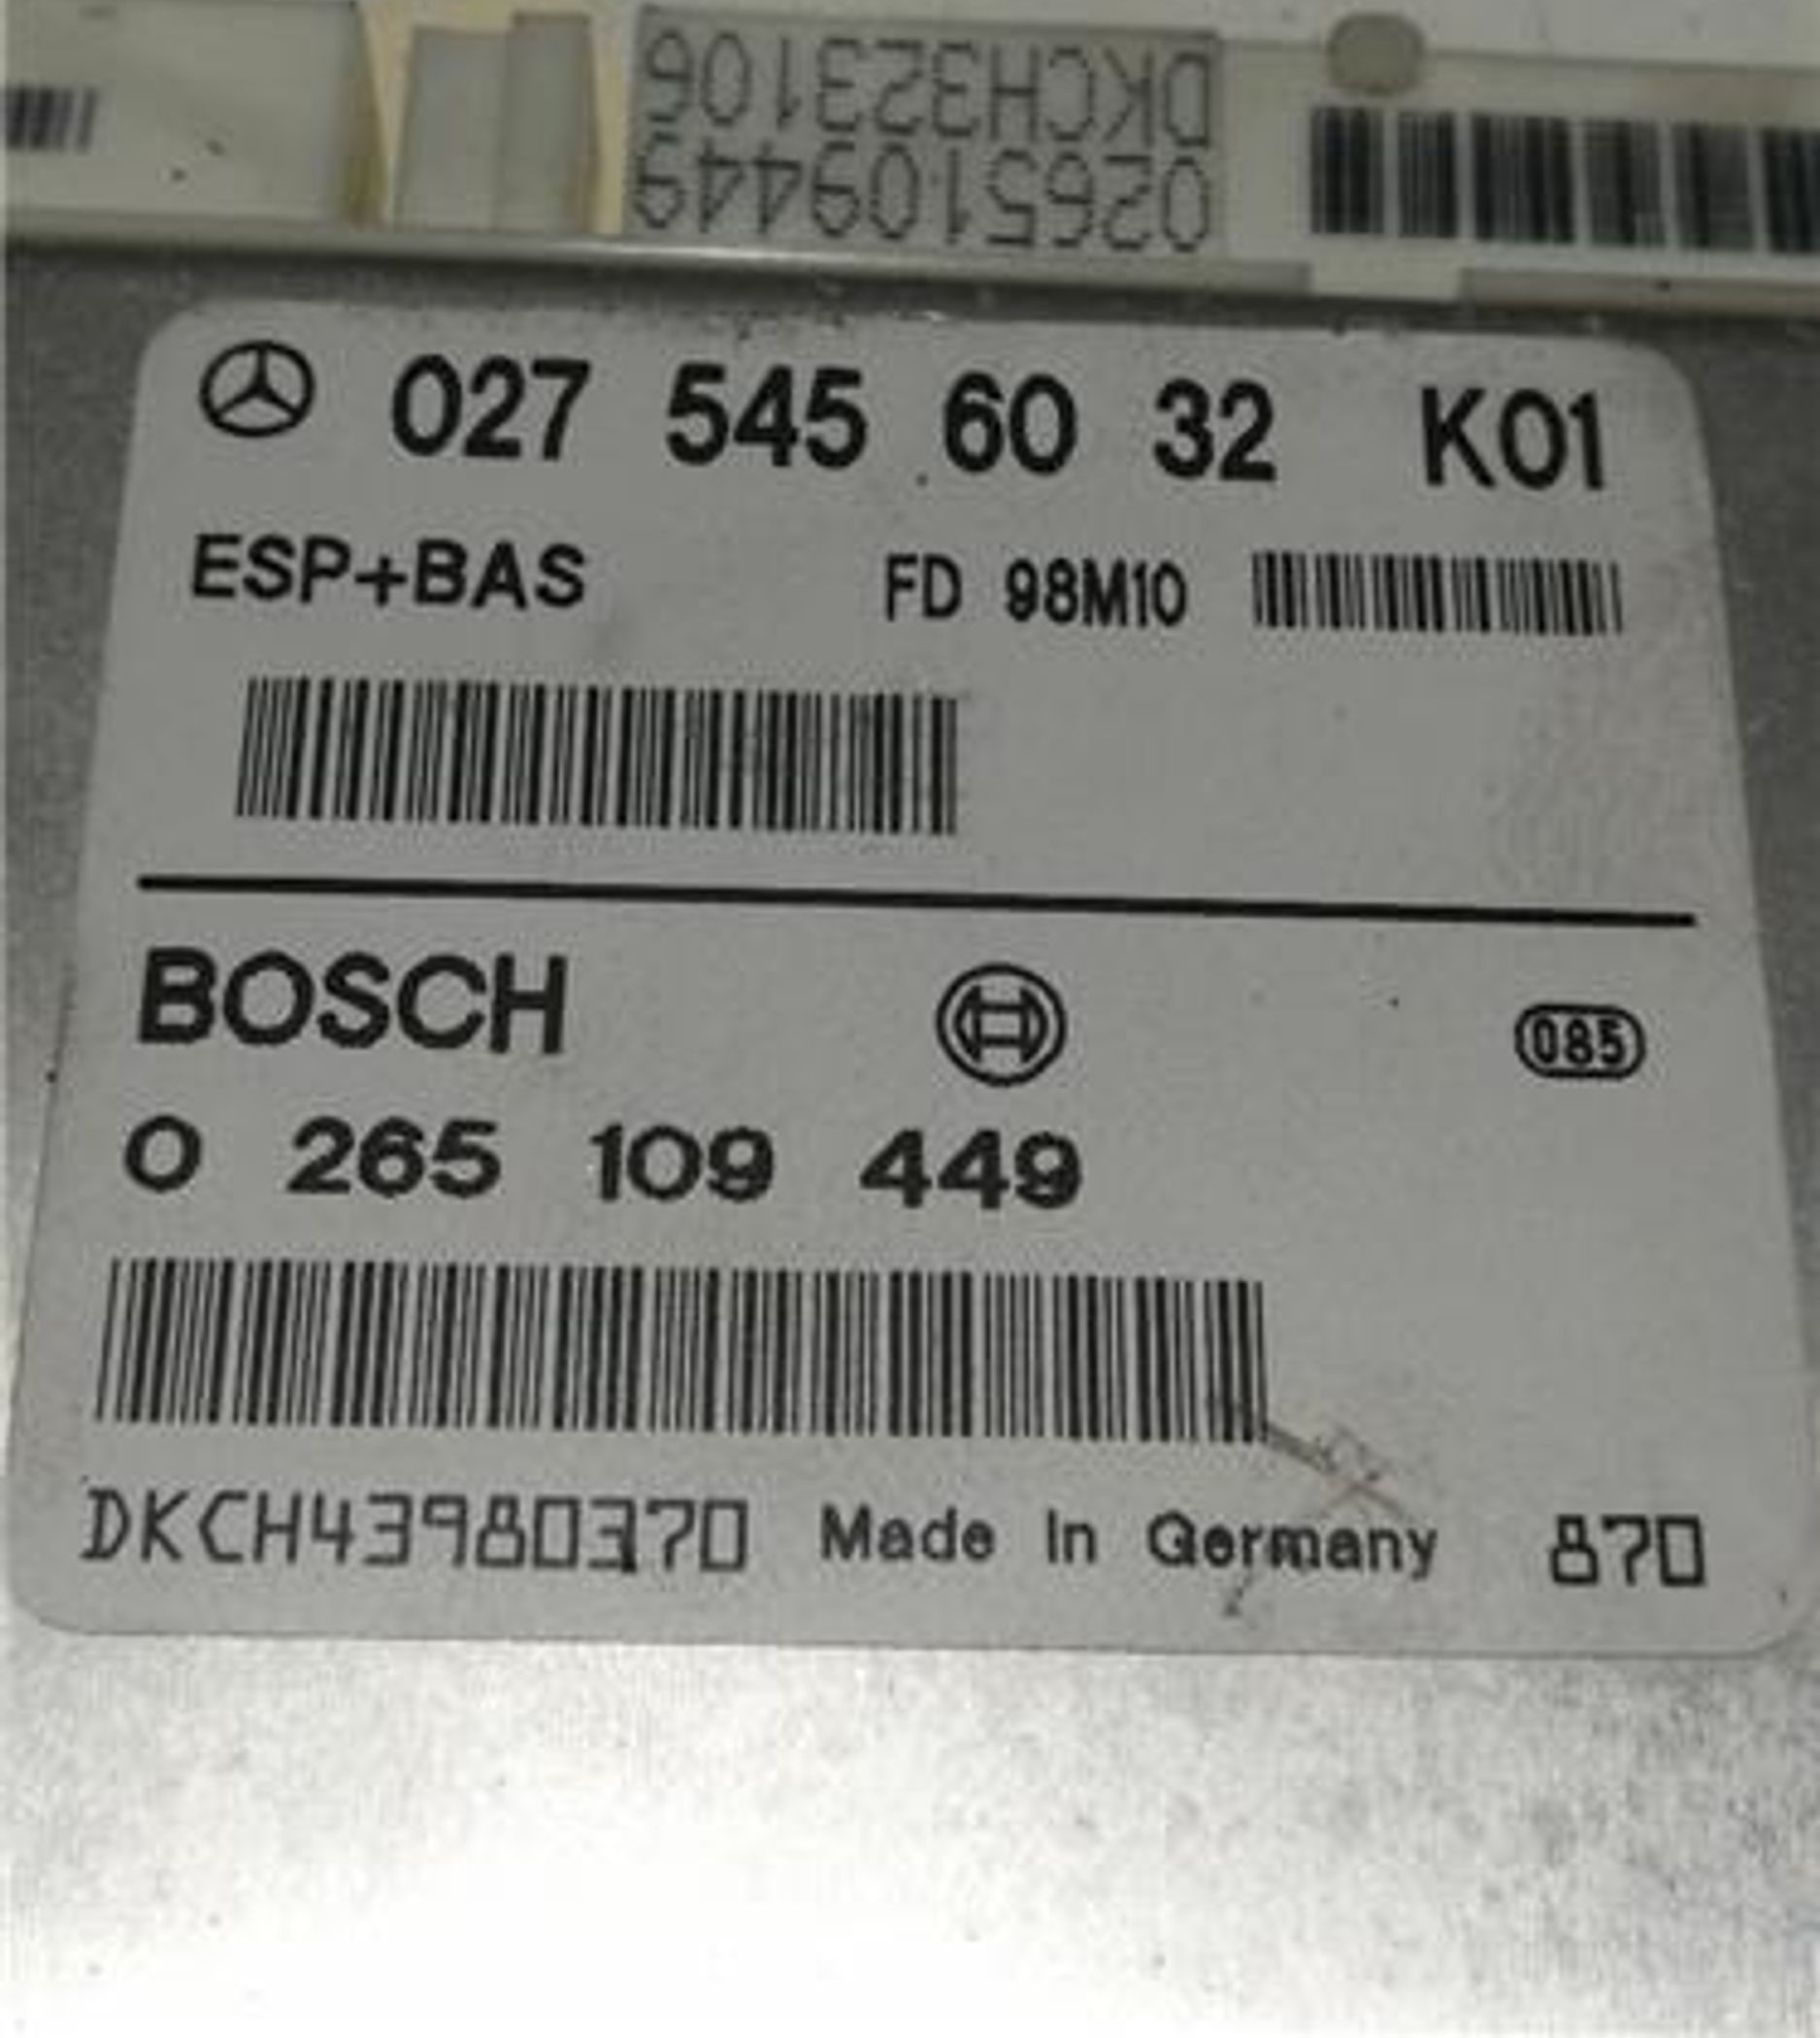 DKCH323106
0265109449
027 545 60 32 K01
ESP+BAS FD 98M10
BOSCH
085
0 265 109 449
DKCH43980370 Made In Germany 870